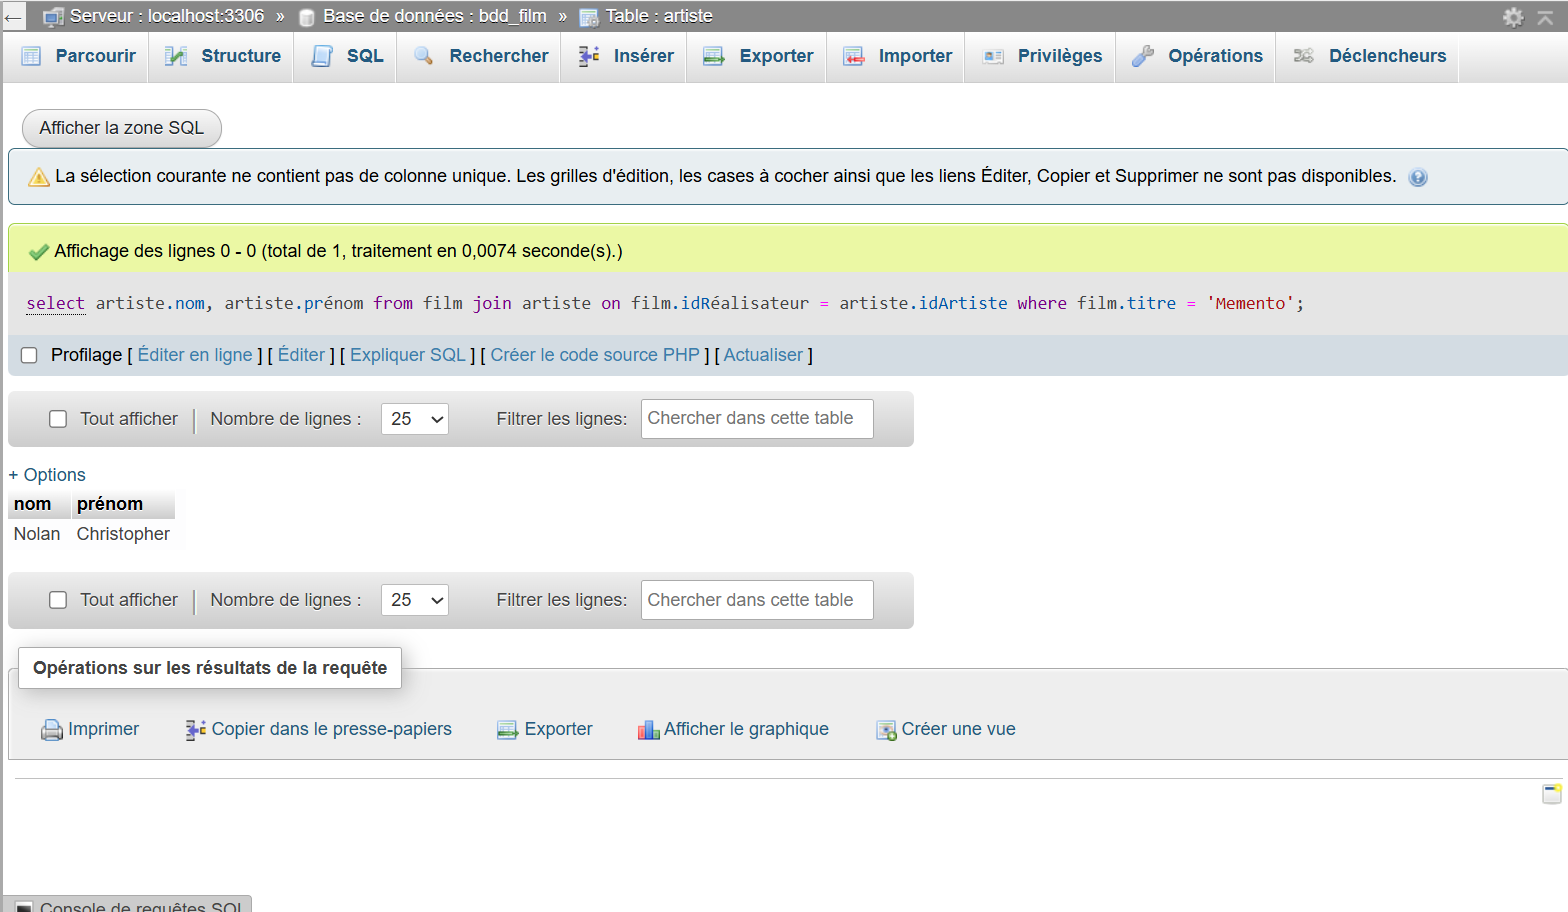 Serveur : localhost:3306 » Base de données : bdd_film » Table : artiste
Parcourir Structure SQL Rechercher Insérer Exporter Importer Privilèges Opérations Déclencheurs
Afficher la zone SQL
La sélection courante ne contient pas de colonne unique. Les grilles d'édition, les cases à cocher ainsi que les liens Éditer, Copier et Supprimer ne sont pas disponibles.
Affichage des lignes 0 - 0 (total de 1, traitement en 0,0074 seconde(s).)
select artiste.nom, artiste.prénom from film join artiste on film.idRéalisateur = artiste.idArtiste where film.titre = 'Memento';
Profilage [ Éditer en ligne ] [ Éditer ] [ Expliquer SQL ] [ Créer le code source PHP ] [ Actualiser ]
Tout afficher Nombre de lignes : 25 Filtrer les lignes: Chercher dans cette table
+ Options
nom prénom
Nolan Christopher
Tout afficher Nombre de lignes : 25 Filtrer les lignes: Chercher dans cette table
Opérations sur les résultats de la requête
Imprimer Copier dans le presse-papiers Exporter Afficher le graphique Créer une vue
Console de requêtes SQL